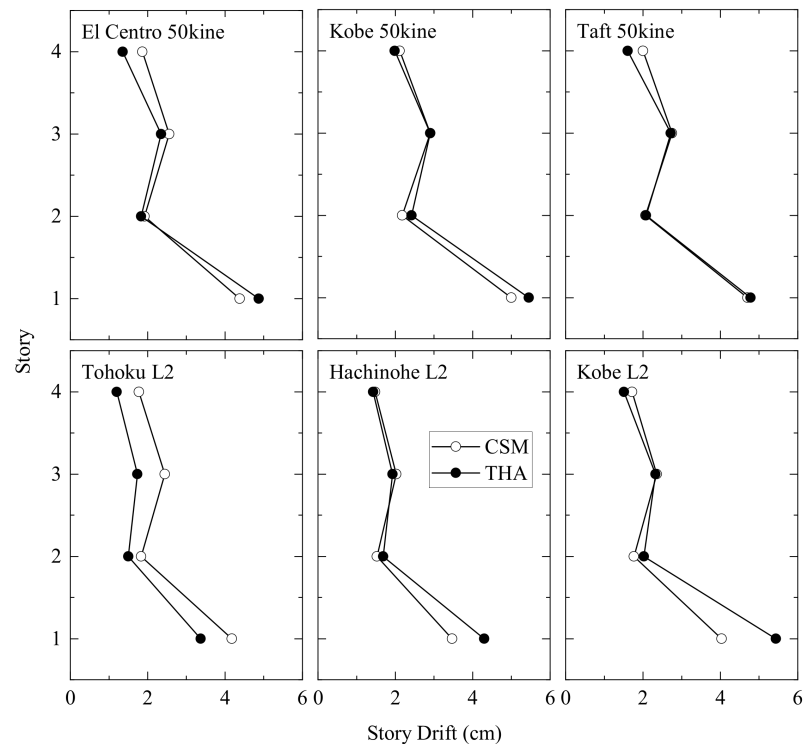 El Centro 50kine
Kobe 50kine
Taft 50kine
4
3
2
1
Tohoku L2
Hachinohe L2
Kobe L2
4
3
2
1
CSM
THA
0 2 4 6 0 2 4 6 0 2 4 6
Story
Story Drift (cm)